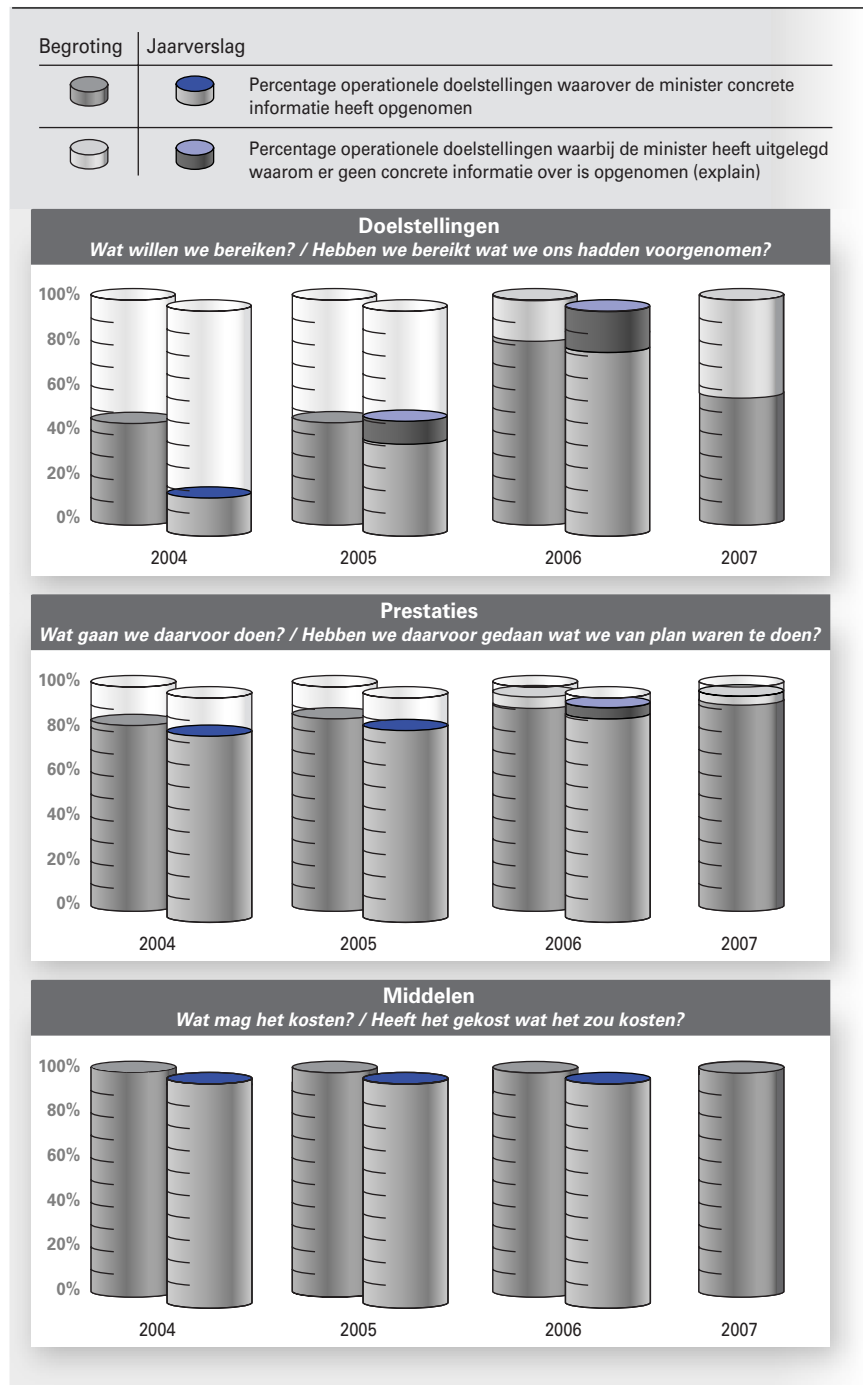 Begroting Jaarverslag
Percentage operationele doelstellingen waarover de minister concrete
informatie heeft opgenomen
Percentage operationele doelstellingen waarbij de minister heeft uitgelegd
waarom er geen concrete informatie over is opgenomen (explain)
Doelstellingen
Wat willen we bereiken? / Hebben we bereikt wat we ons hadden voorgenomen?
100%
80%
60%
40%
20%
0%
2004 2005 2006 2007
Prestaties
Wat gaan we daarvoor doen? / Hebben we daarvoor gedaan wat we van plan waren te doen?
100%
80%
60%
40%
20%
0%
2004 2005 2006 2007
Middelen
Wat mag het kosten? / Heeft het gekost wat het zou kosten?
100%
80%
60%
40%
20%
0%
2004 2005 2006 2007